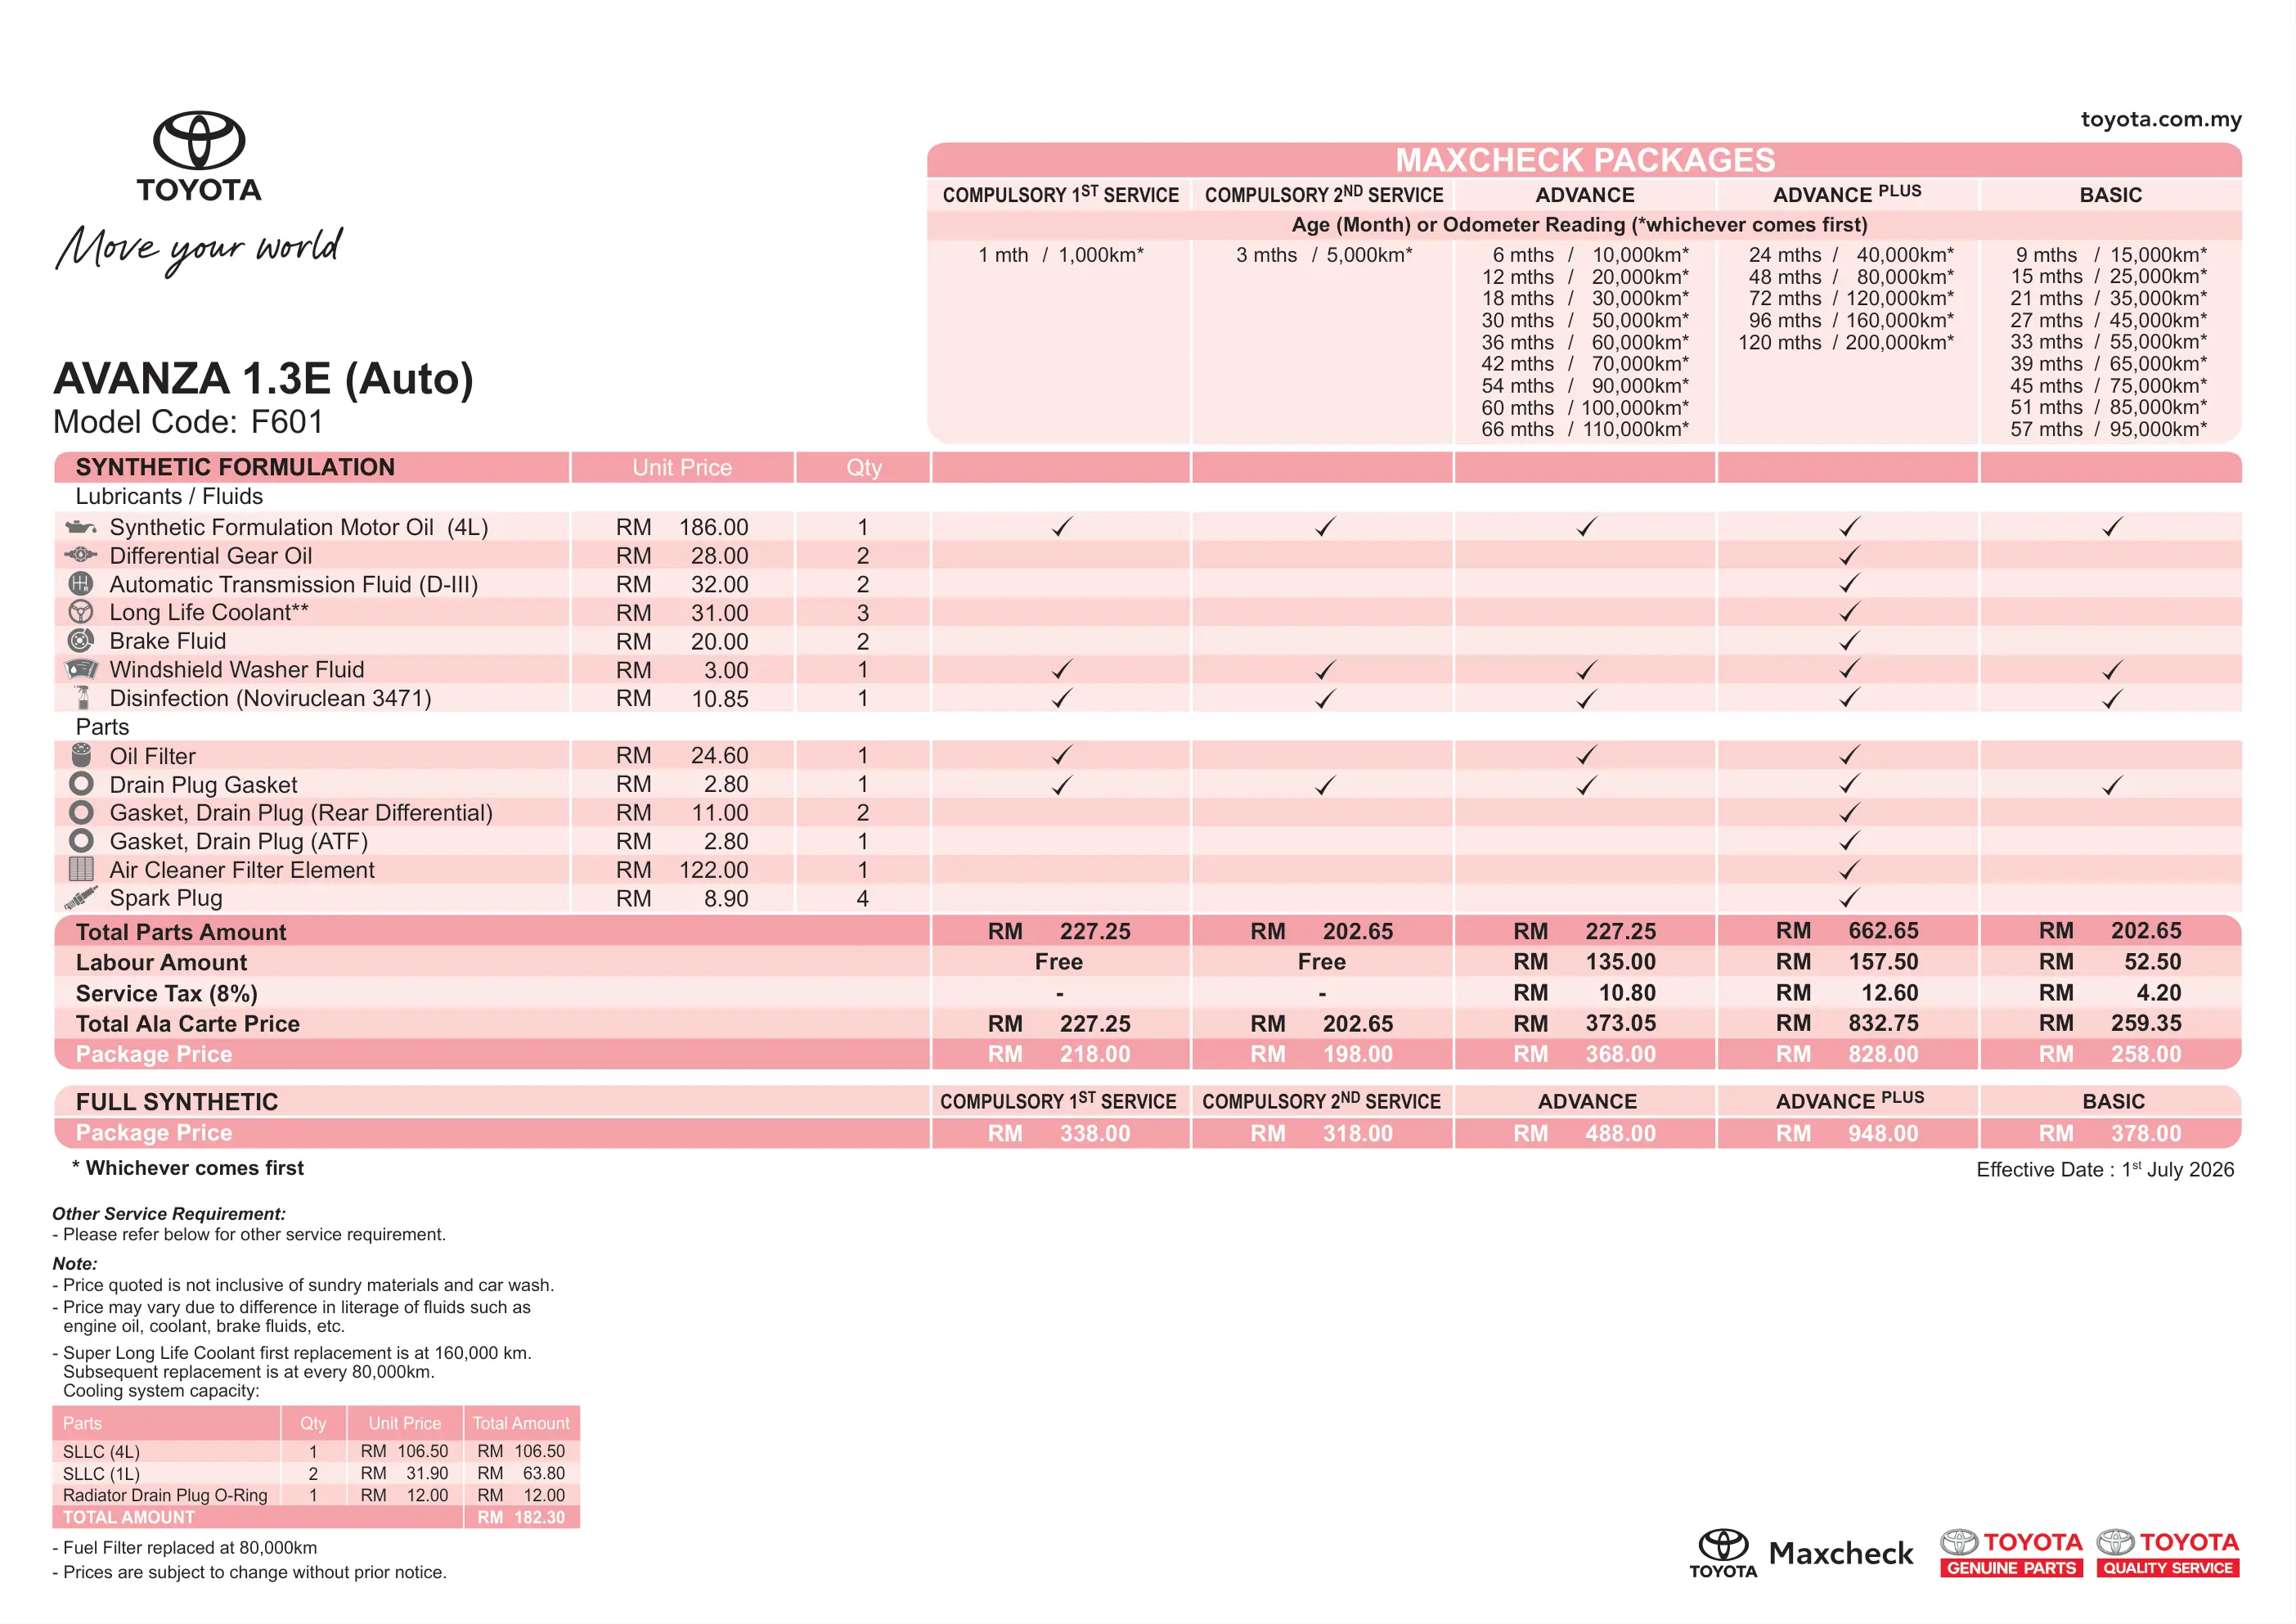 toyota.com.my
TOYOTA
Move your world
AVANZA 1.3E (Auto)
Model Code: F601
MAXCHECK PACKAGES
COMPULSORY 1ST SERVICE COMPULSORY 2ND SERVICE ADVANCE ADVANCE PLUS BASIC
Age (Month) or Odometer Reading (*whichever comes first)
1 mth / 1,000km* 3 mths / 5,000km* 6 mths / 10,000km* 24 mths / 40,000km* 9 mths / 15,000km*
12 mths / 20,000km* 48 mths / 80,000km* 15 mths / 25,000km*
18 mths / 30,000km* 72 mths / 120,000km* 21 mths / 35,000km*
30 mths / 50,000km* 96 mths / 160,000km* 27 mths / 45,000km*
36 mths / 60,000km* 120 mths / 200,000km* 33 mths / 55,000km*
42 mths / 70,000km* 39 mths / 65,000km*
54 mths / 90,000km* 45 mths / 75,000km*
60 mths / 100,000km* 51 mths / 85,000km*
66 mths / 110,000km* 57 mths / 95,000km*
SYNTHETIC FORMULATION Unit Price Qty
Lubricants / Fluids
Synthetic Formulation Motor Oil (4L) RM 186.00 1 ✓ ✓ ✓ ✓ ✓
Differential Gear Oil RM 28.00 2 ✓
Automatic Transmission Fluid (D-III) RM 32.00 2 ✓
Long Life Coolant** RM 31.00 3 ✓
Brake Fluid RM 20.00 2 ✓
Windshield Washer Fluid RM 3.00 1 ✓ ✓ ✓ ✓ ✓
Disinfection (Noviruclean 3471) RM 10.85 1 ✓ ✓ ✓ ✓ ✓
Parts
Oil Filter RM 24.60 1 ✓ ✓ ✓
Drain Plug Gasket RM 2.80 1 ✓ ✓ ✓ ✓ ✓
Gasket, Drain Plug (Rear Differential) RM 11.00 2 ✓
Gasket, Drain Plug (ATF) RM 2.80 1 ✓
Air Cleaner Filter Element RM 122.00 1 ✓
Spark Plug RM 8.90 4 ✓
Total Parts Amount RM 227.25 RM 202.65 RM 227.25 RM 662.65 RM 202.65
Labour Amount Free Free RM 135.00 RM 157.50 RM 52.50
Service Tax (8%) - - RM 10.80 RM 12.60 RM 4.20
Total Ala Carte Price RM 227.25 RM 202.65 RM 373.05 RM 832.75 RM 259.35
Package Price RM 218.00 RM 198.00 RM 368.00 RM 828.00 RM 258.00
FULL SYNTHETIC COMPULSORY 1ST SERVICE COMPULSORY 2ND SERVICE ADVANCE ADVANCE PLUS BASIC
Package Price RM 338.00 RM 318.00 RM 488.00 RM 948.00 RM 378.00
* Whichever comes first
Effective Date : 1st July 2026
Other Service Requirement:
- Please refer below for other service requirement.
Note:
- Price quoted is not inclusive of sundry materials and car wash.
- Price may vary due to difference in literage of fluids such as
engine oil, coolant, brake fluids, etc.
- Super Long Life Coolant first replacement is at 160,000 km.
Subsequent replacement is at every 80,000km.
Cooling system capacity:
Parts Qty Unit Price Total Amount
SLLC (4L) 1 RM 106.50 RM 106.50
SLLC (1L) 2 RM 31.90 RM 63.80
Radiator Drain Plug O-Ring 1 RM 12.00 RM 12.00
TOTAL AMOUNT RM 182.30
- Fuel Filter replaced at 80,000km
- Prices are subject to change without prior notice.
TOYOTA Maxcheck
TOYOTA GENUINE PARTS
TOYOTA QUALITY SERVICE